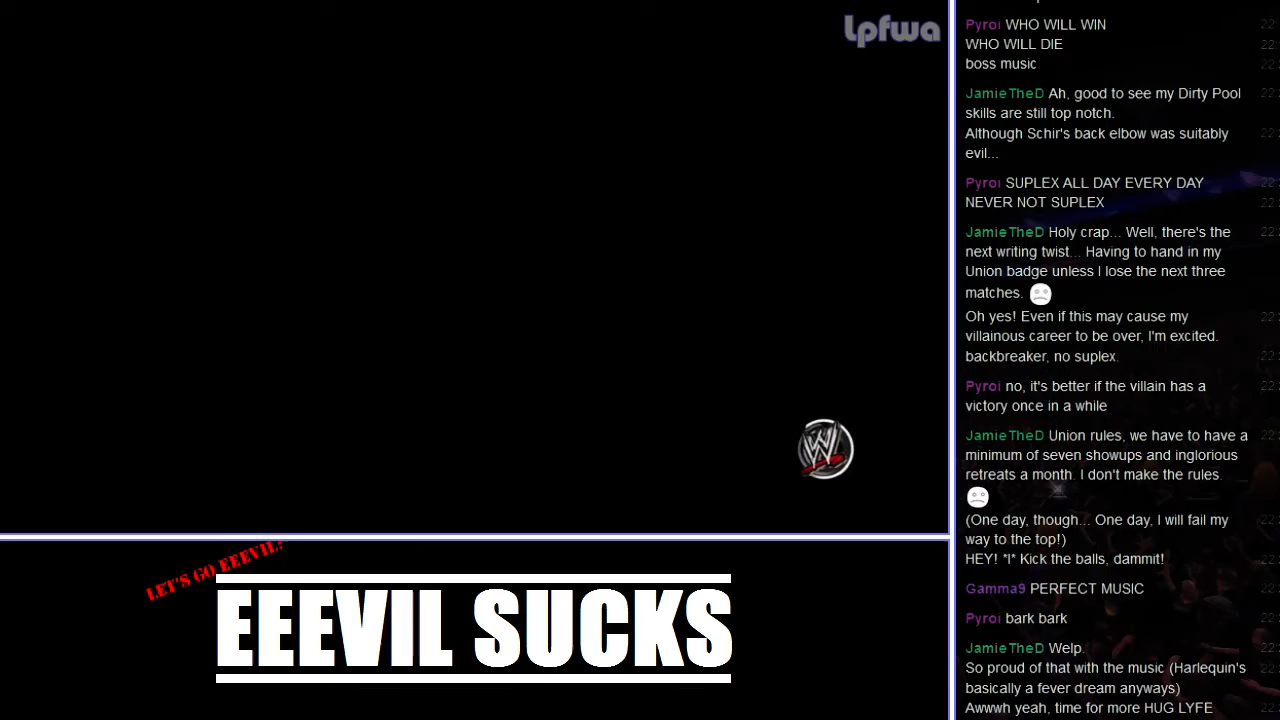 lpfwa
W
LET'S GO EEEVIL!
EEEVIL SUCKS
Pyroi WHO WILL WIN
WHO WILL DIE
boss music
JamieTheD Ah, good to see my Dirty Pool
skills are still top notch.
Although Schir's back elbow was suitably
evil...
Pyroi SUPLEX ALL DAY EVERY DAY
NEVER NOT SUPLEX
JamieTheD Holy crap... Well, there's the
next writing twist... Having to hand in my
Union badge unless I lose the next three
matches.
Oh yes! Even if this may cause my
villainous career to be over, I'm excited.
backbreaker, no suplex.
Pyroi no, it's better if the villain has a
victory once in a while
JamieTheD Union rules, we have to have a
minimum of seven showups and inglorious
retreats a month. I don't make the rules.
(One day, though... One day, I will fail my
way to the top!)
HEY! *I* Kick the balls, dammit!
Gamma9 PERFECT MUSIC
Pyroi bark bark
JamieTheD Welp.
So proud of that with the music (Harlequin's
basically a fever dream anyways)
Awwwh yeah, time for more HUG LYFE